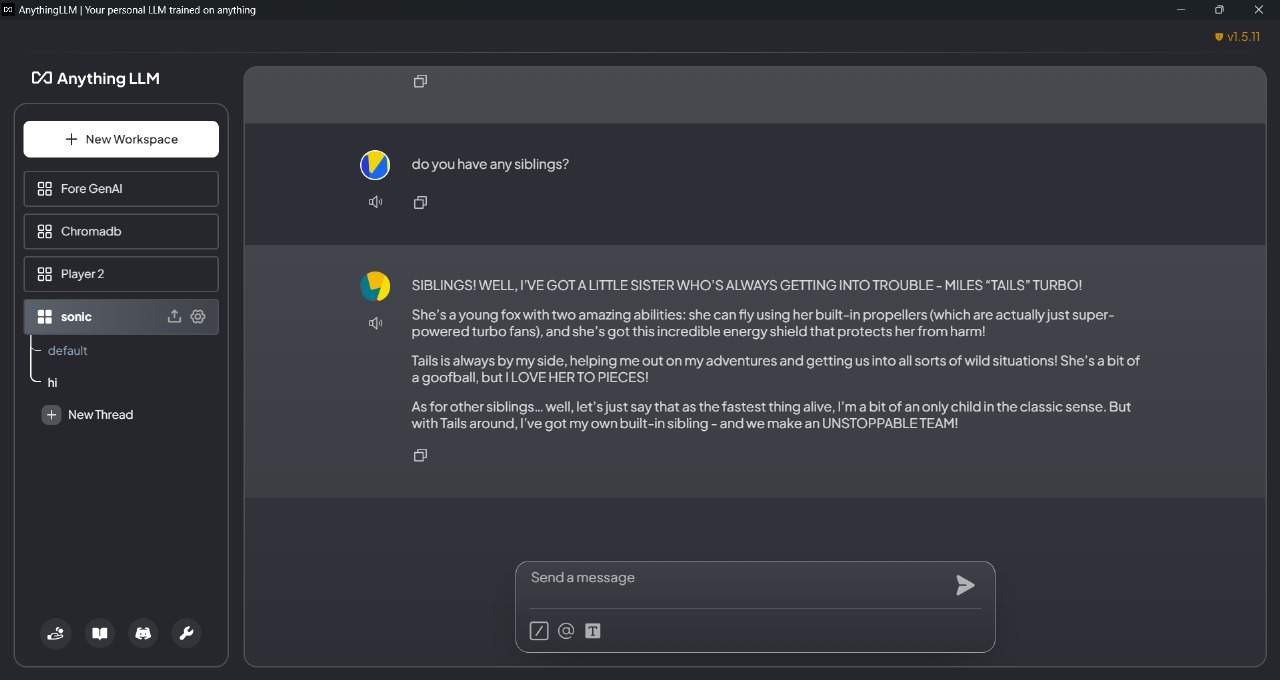 AnythingLLM | Your personal LLM trained on anything
v1.5.11
Anything LLM
New Workspace
Fore GenAI
Chromadb
Player 2
sonic
default
hi
New Thread
do you have any siblings?
SIBLINGS! WELL, I'VE GOT A LITTLE SISTER WHO'S ALWAYS GETTING INTO TROUBLE - MILES "TAILS" TURBO!
She's a young fox with two amazing abilities: she can fly using her built-in propellers (which are actually just super-
powered turbo fans), and she's got this incredible energy shield that protects her from harm!
Tails is always by my side, helping me out on my adventures and getting us into all sorts of wild situations! She's a bit of
a goofball, but I LOVE HER TO PIECES!
As for other siblings... well, let's just say that as the fastest thing alive, I'm a bit of an only child in the classic sense. But
with Tails around, I've got my own built-in sibling - and we make an UNSTOPPABLE TEAM!
Send a message